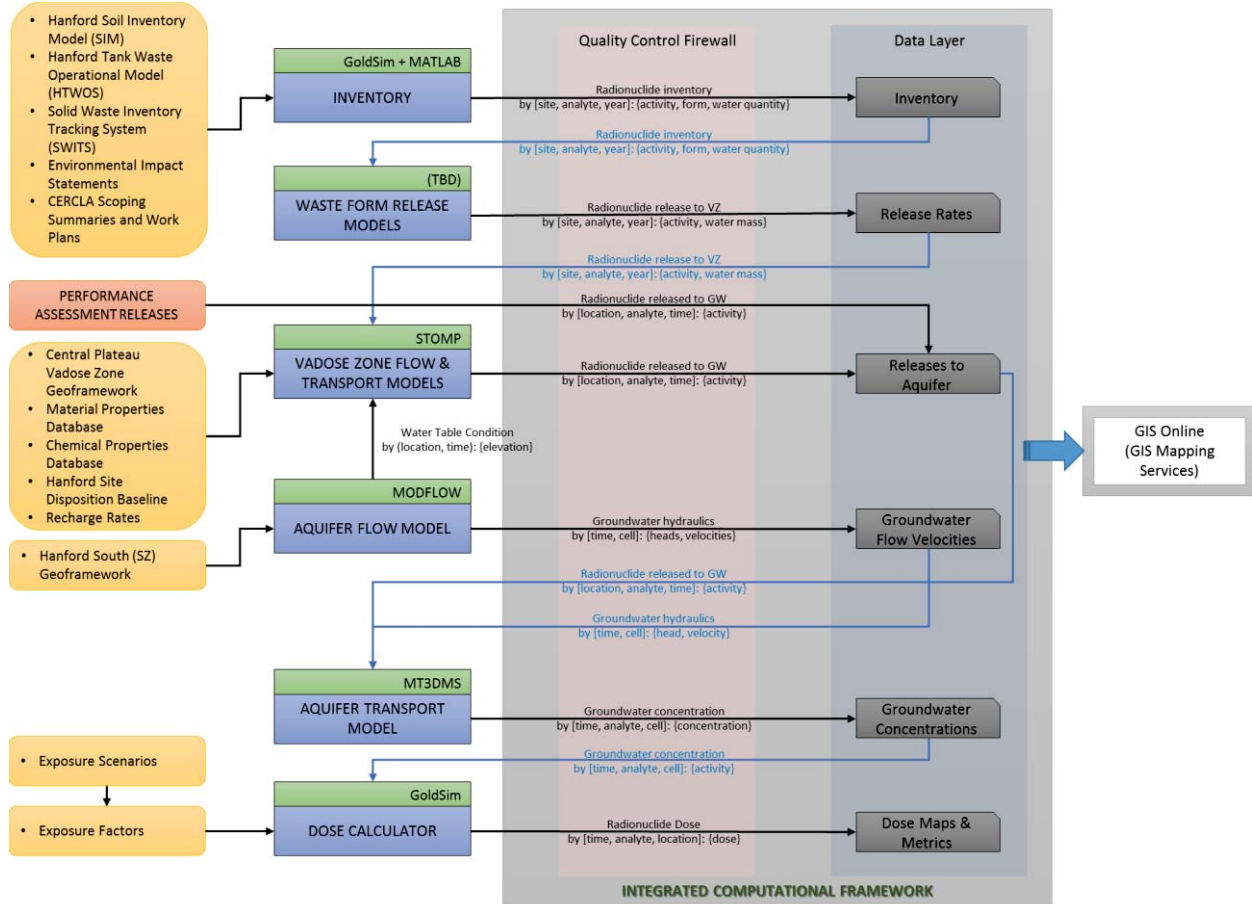 • Hanford Soil Inventory
Model (SIM)
• Hanford Tank Waste
Operational Model
(HTWOS)
• Solid Waste Inventory
Tracking System
(SWITS)
• Environmental Impact
Statements
• CERCLA Scoping
Summaries and Work
Plans
GoldSim + MATLAB
INVENTORY
Quality Control Firewall
Data Layer
Radionuclide inventory
by [site, analyte, year]: {activity, form, water quantity}
Inventory
Radionuclide inventory
by [site, analyte, year]: {activity, form, water quantity}
(TBD)
WASTE FORM RELEASE
MODELS
Radionuclide release to VZ
by [site, analyte, year]: {activity, water mass}
Release Rates
Radionuclide release to VZ
by [site, analyte, year]: {activity, water mass}
PERFORMANCE
ASSESSMENT RELEASES
Radionuclide released to GW
by [location, analyte, time]: {activity}
• Central Plateau
Vadose Zone
Geoframework
• Material Properties
Database
• Chemical Properties
Database
• Hanford Site
Disposition Baseline
• Recharge Rates
STOMP
VADOSE ZONE FLOW &
TRANSPORT MODELS
Radionuclide released to GW
by [location, analyte, time]: {activity}
Releases to
Aquifer
Water Table Condition
by (location, time): {elevation}
GIS Online
(GIS Mapping
Services)
• Hanford South (SZ)
Geoframework
MODFLOW
AQUIFER FLOW MODEL
Groundwater hydraulics
by [time, cell]: {heads, velocities}
Groundwater
Flow Velocities
Radionuclide released to GW
by [location, analyte, time]: {activity}
Groundwater hydraulics
by [time, cell]: {head, velocity}
MT3DMS
AQUIFER TRANSPORT
MODEL
Groundwater concentration
by [time, analyte, cell]: {concentration}
Groundwater
Concentrations
Groundwater concentration
by [time, analyte, cell]: {activity}
• Exposure Scenarios
• Exposure Factors
GoldSim
DOSE CALCULATOR
Radionuclide Dose
by [time, analyte, location]: {dose}
Dose Maps &
Metrics
INTEGRATED COMPUTATIONAL FRAMEWORK